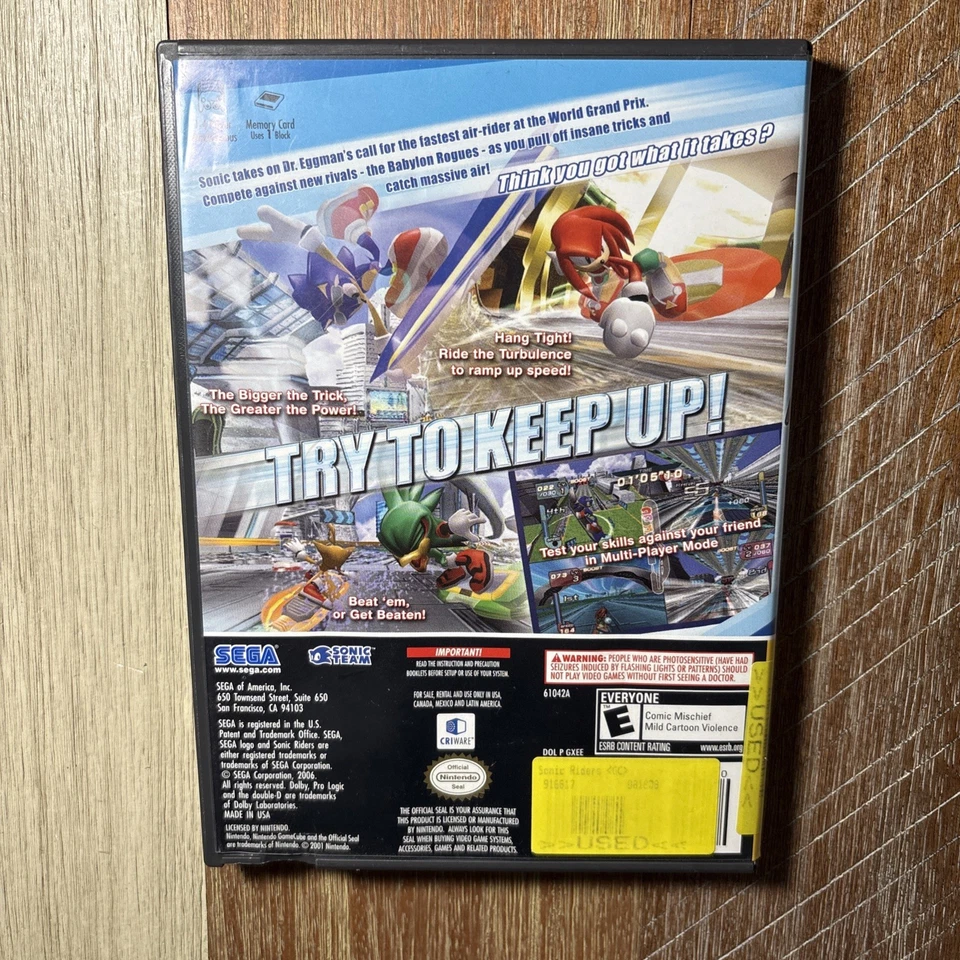 Memory Card
Uses 1 Block
Sonic takes on Dr. Eggman's call for the fastest air-rider at the World Grand Prix.
Compete against new rivals - the Babylon Rogues - as you pull off insane tricks and
catch massive air!
Think you got what it takes ?
Hang Tight!
Ride the Turbulence
to ramp up speed!
The Bigger the Trick,
The Greater the Power!
TRY TO KEEP UP!
01'05"10
Test your skills against your friend
in Multi-Player Mode
Beat 'em,
or Get Beaten!
SEGA
www.sega.com
SONIC
TEAM
SEGA of America, Inc.
650 Townsend Street, Suite 650
San Francisco, CA 94103
SEGA is registered in the U.S.
Patent and Trademark Office. SEGA,
SEGA logo and Sonic Riders are
either registered trademarks or
trademarks of SEGA Corporation.
© SEGA Corporation, 2006.
All rights reserved. Dolby, Pro Logic
and the double-D are trademarks
of Dolby Laboratories.
MADE IN USA
LICENSED BY NINTENDO.
Nintendo, Nintendo GameCube and the Official Seal
are trademarks of Nintendo. © 2001 Nintendo.
IMPORTANT!
READ THE INSTRUCTION AND PRECAUTION
BOOKLETS BEFORE SETUP OR USE OF YOUR SYSTEM.
FOR SALE, RENTAL AND USE ONLY IN USA,
CANADA, MEXICO AND LATIN AMERICA.
CRIWARE™
Official
Nintendo
Seal
THE OFFICIAL SEAL IS YOUR ASSURANCE THAT
THIS PRODUCT IS LICENSED OR MANUFACTURED
BY NINTENDO. ALWAYS LOOK FOR THIS
SEAL WHEN BUYING VIDEO GAME SYSTEMS,
ACCESSORIES, GAMES AND RELATED PRODUCTS.
WARNING: PEOPLE WHO ARE PHOTOSENSITIVE (HAVE HAD
SEIZURES INDUCED BY FLASHING LIGHTS OR PATTERNS) SHOULD
NOT PLAY VIDEO GAMES WITHOUT FIRST SEEING A DOCTOR.
61042A
EVERYONE
E
Comic Mischief
Mild Cartoon Violence
ESRB CONTENT RATING
www.esrb.org
DOL P GXEE
Sonic Riders <GC>
>>USED<<
>>USED<<